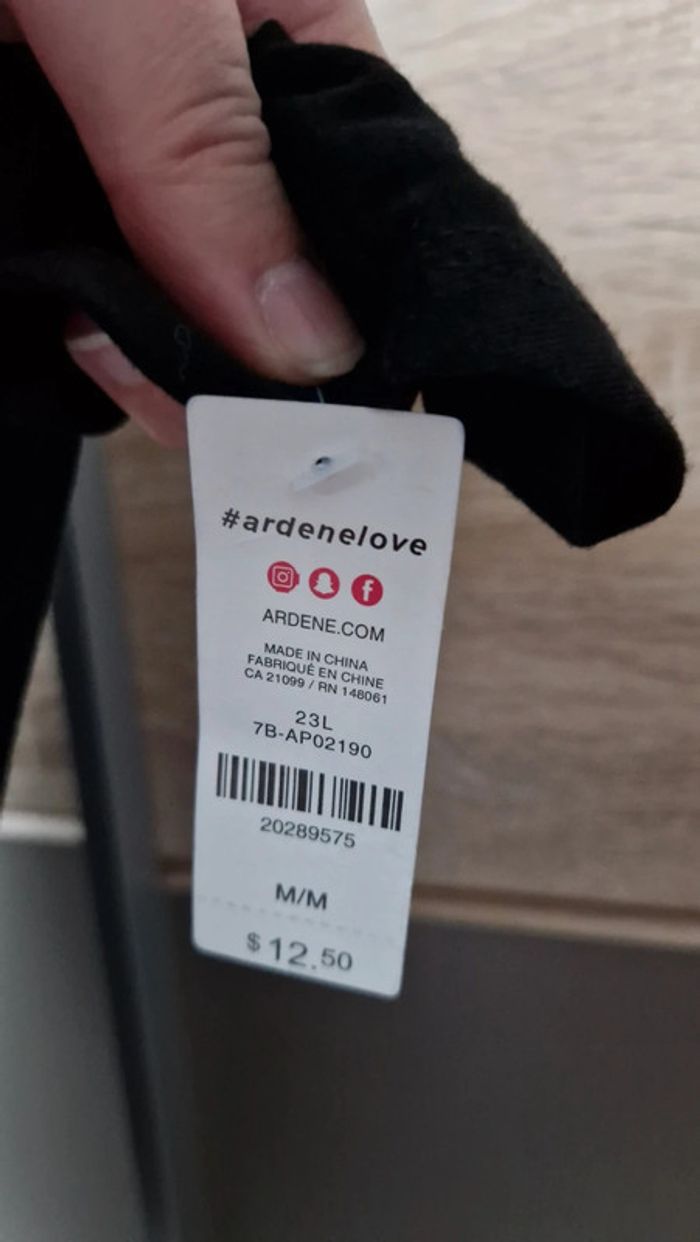 #ardenelove
ARDENE.COM
MADE IN CHINA
FABRIQUÉ EN CHINE
CA 21099 / RN 148061
23L
7B-AP02190
20289575
M/M
$12.50